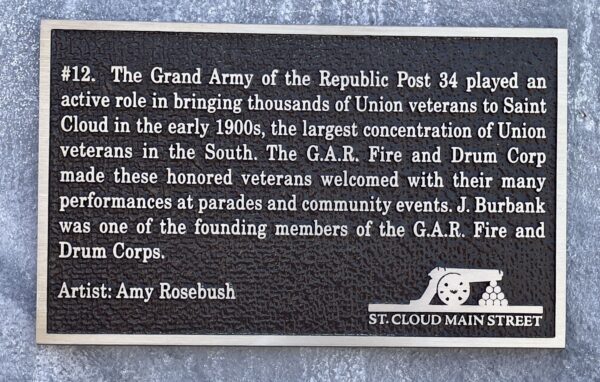 #12. The Grand Army of the Republic Post 34 played an
active role in bringing thousands of Union veterans to Saint
Cloud in the early 1900s, the largest concentration of Union
veterans in the South. The G.A.R. Fire and Drum Corp
made these honored veterans welcomed with their many
performances at parades and community events. J. Burbank
was one of the founding members of the G.A.R. Fire and
Drum Corps.
Artist: Amy Rosebush
ST. CLOUD MAIN STREET